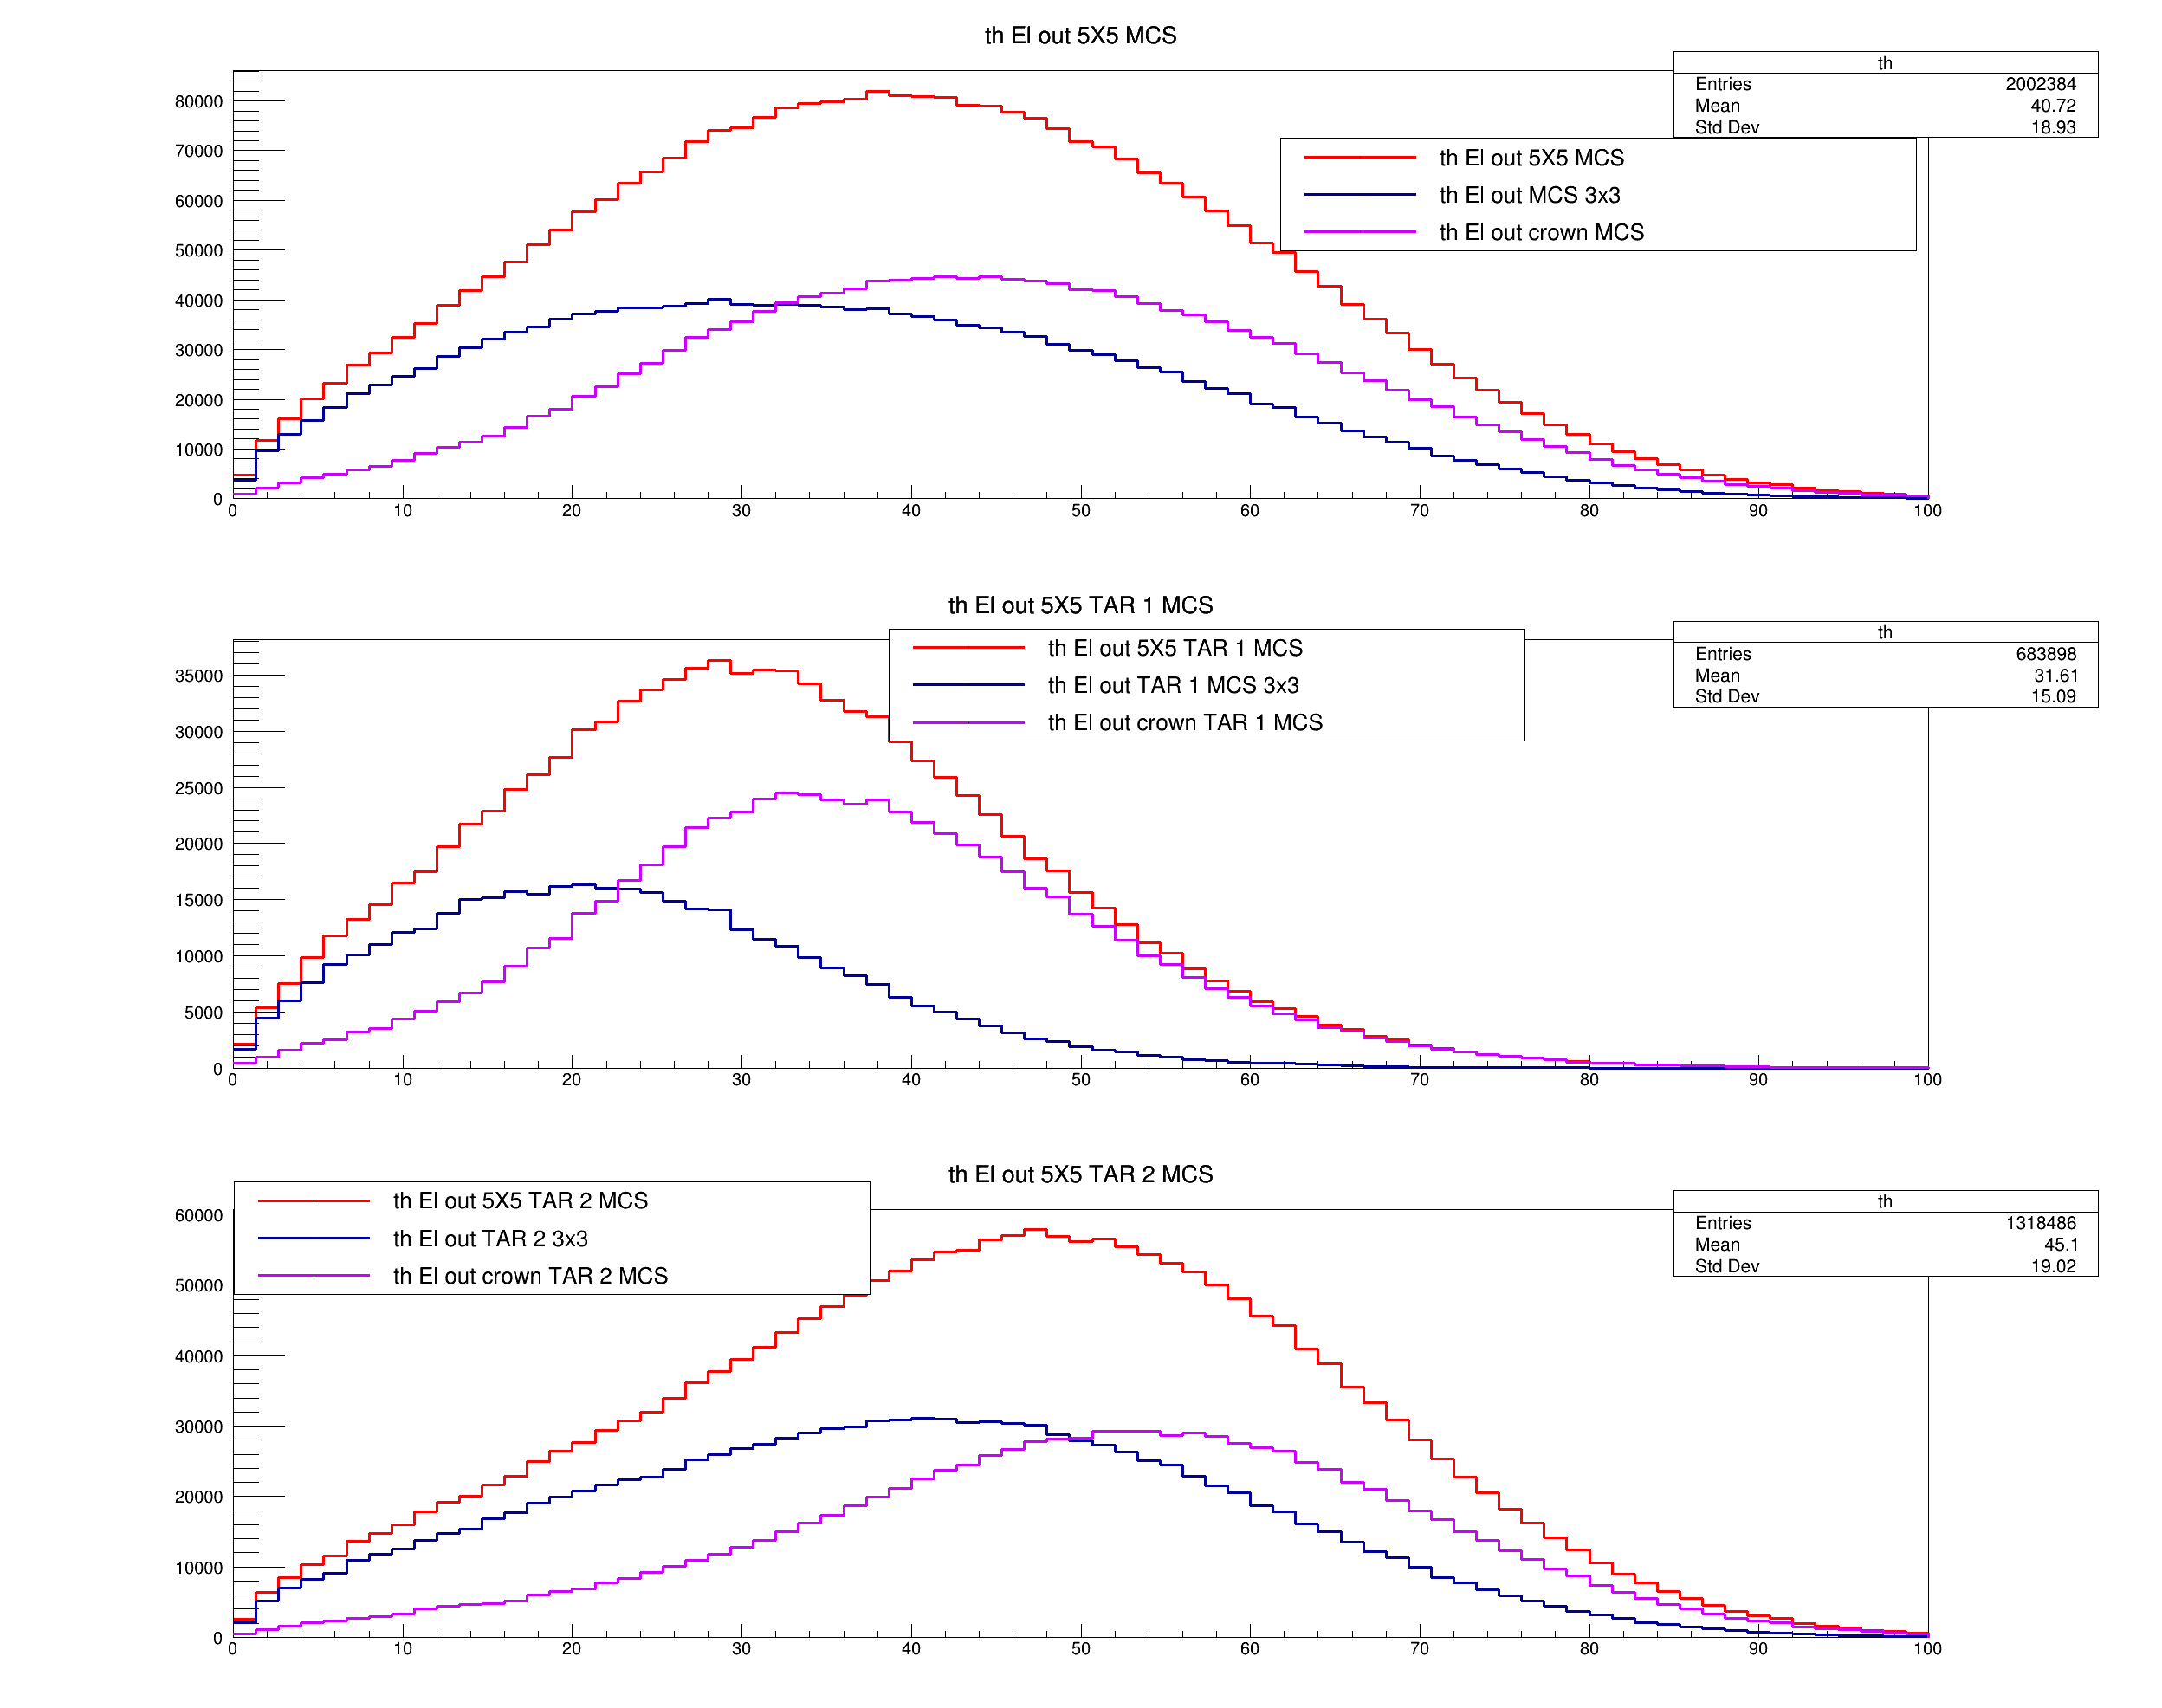 th El out 5X5 MCS
th
Entries 2002384
Mean 40.72
Std Dev 18.93
th El out 5X5 MCS
th El out MCS 3x3
th El out crown MCS
80000
70000
60000
50000
40000
30000
20000
10000
0
0 10 20 30 40 50 60 70 80 90 100
th El out 5X5 TAR 1 MCS
th
Entries 683898
Mean 31.61
Std Dev 15.09
th El out 5X5 TAR 1 MCS
th El out TAR 1 MCS 3x3
th El out crown TAR 1 MCS
35000
30000
25000
20000
15000
10000
5000
0
0 10 20 30 40 50 60 70 80 90 100
th El out 5X5 TAR 2 MCS
th
Entries 1318486
Mean 45.1
Std Dev 19.02
th El out 5X5 TAR 2 MCS
th El out TAR 2 3x3
th El out crown TAR 2 MCS
60000
50000
40000
30000
20000
10000
0
0 10 20 30 40 50 60 70 80 90 100